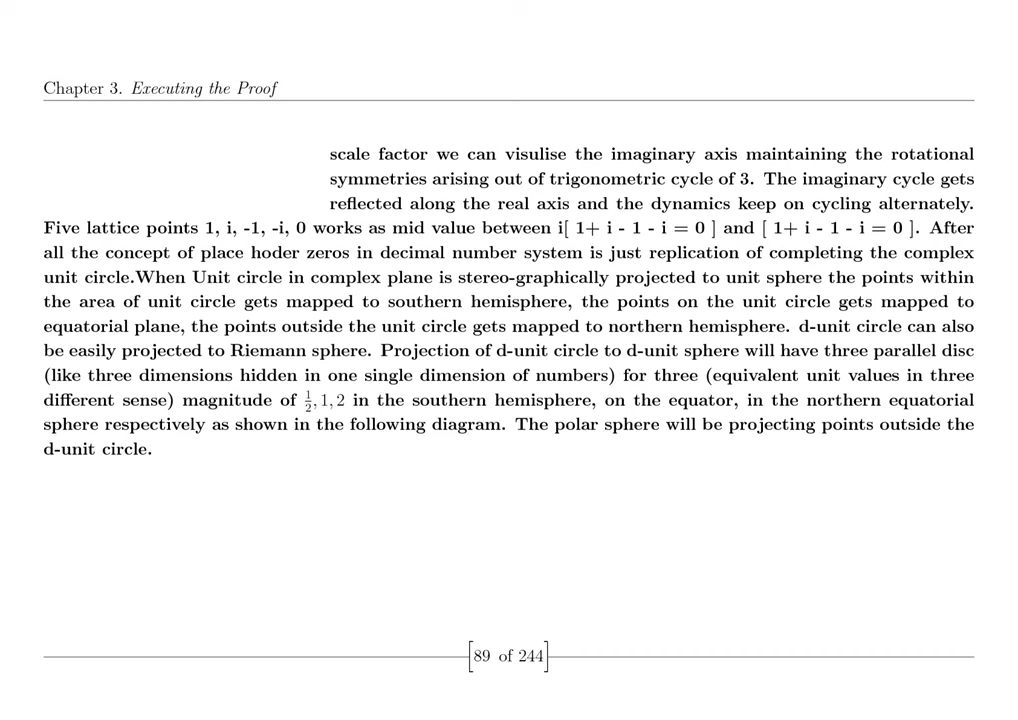 Chapter 3. Executing the Proof
scale factor we can visulise the imaginary axis maintaining the rotational
symmetries arising out of trigonometric cycle of 3. The imaginary cycle gets
reflected along the real axis and the dynamics keep on cycling alternately.
Five lattice points 1, i, -1, -i, 0 works as mid value between i[ 1+ i - 1 - i = 0 ] and [ 1+ i - 1 - i = 0 ]. After
all the concept of place hoder zeros in decimal number system is just replication of completing the complex
unit circle.When Unit circle in complex plane is stereo-graphically projected to unit sphere the points within
the area of unit circle gets mapped to southern hemisphere, the points on the unit circle gets mapped to
equatorial plane, the points outside the unit circle gets mapped to northern hemisphere. d-unit circle can also
be easily projected to Riemann sphere. Projection of d-unit circle to d-unit sphere will have three parallel disc
(like three dimensions hidden in one single dimension of numbers) for three (equivalent unit values in three
different sense) magnitude of 1/2, 1, 2 in the southern hemisphere, on the equator, in the northern equatorial
sphere respectively as shown in the following diagram. The polar sphere will be projecting points outside the
d-unit circle.
[89 of 244]